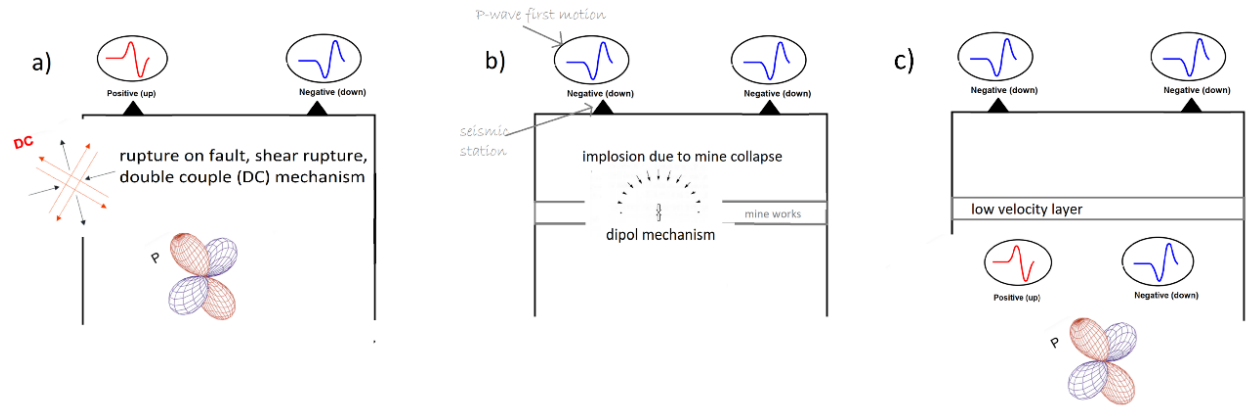 a)
Positive (up)
Negative (down)
DC
rupture on fault, shear rupture,
double couple (DC) mechanism
P
b)
P-wave first motion
Negative (down)
Negative (down)
seismic
station
implosion due to mine collapse
mine works
dipol mechanism
c)
Negative (down)
Negative (down)
low velocity layer
Positive (up)
Negative (down)
P